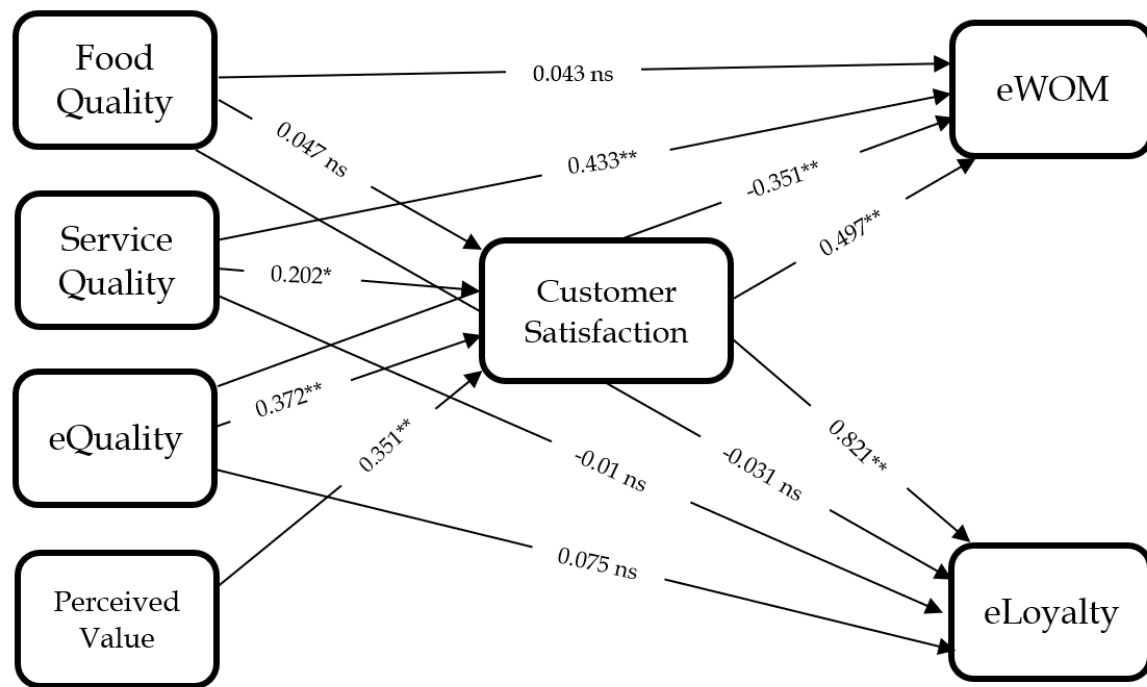 Food
Quality
eWOM
0.043 ns
0.047 ns
0.433**
-0.351**
Service
Quality
0.202*
0.497**
Customer
Satisfaction
eQuality
0.372**
0.351**
-0.01 ns
-0.031 ns
0.821**
0.075 ns
Perceived
Value
eLoyalty